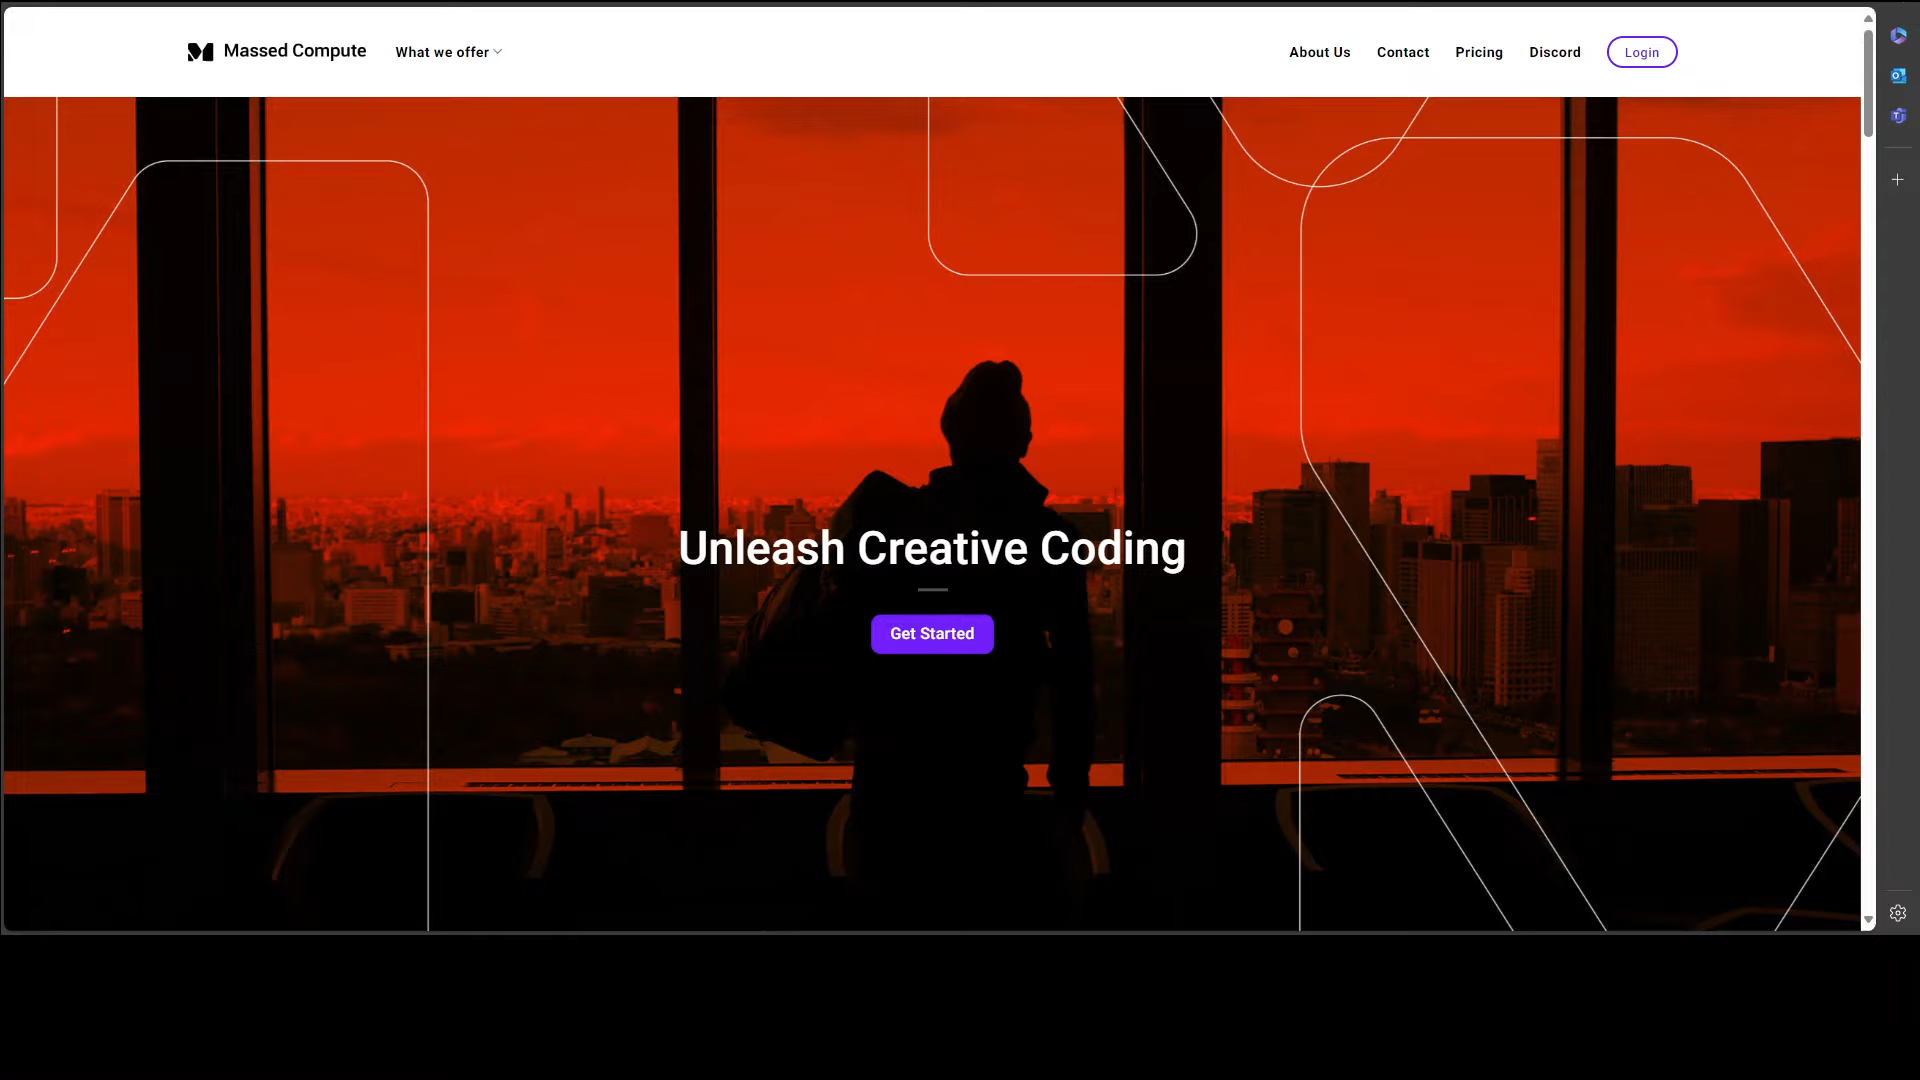 Massed Compute
What we offer
About Us
Contact
Pricing
Discord
Login
Unleash Creative Coding
Get Started